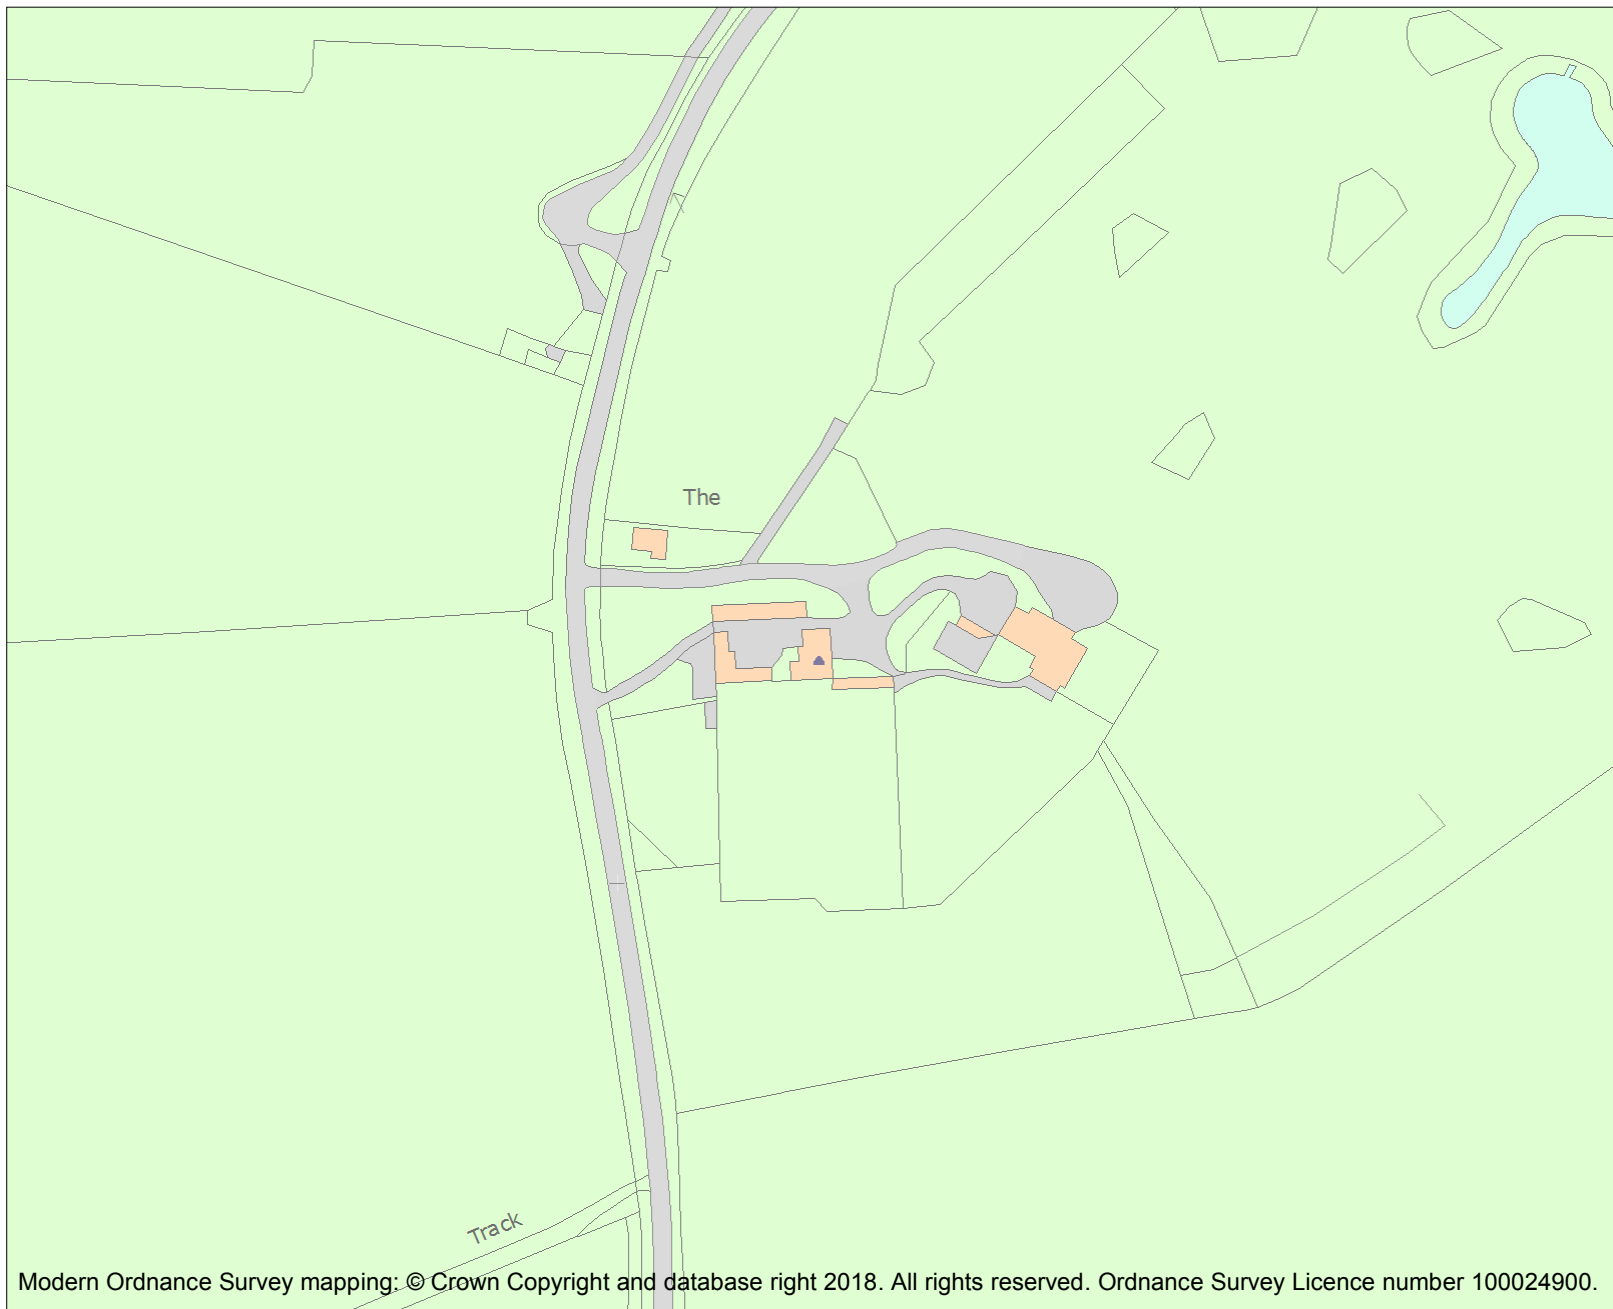 The
Track
Modern Ordnance Survey mapping: © Crown Copyright and database right 2018. All rights reserved. Ordnance Survey Licence number 100024900.